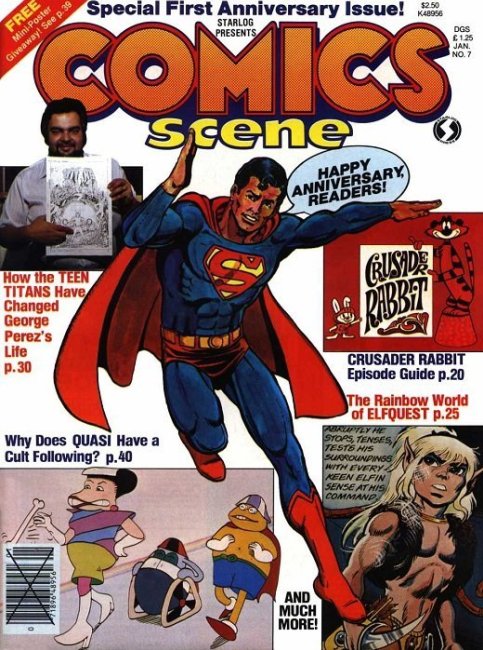 FREE
Mini-Poster
Giveaway! See p.39
Special First Anniversary Issue!
$2.50
K48956
STARLOG
PRESENTS
DGS
£1.25
JAN.
NO. 7
COMICS
scene
HAPPY
ANNIVERSARY,
READERS!
How the TEEN
TITANS Have
Changed
George
Perez's
Life
p.30
CRUSADER
RABBIT
CRUSADER RABBIT
Episode Guide p.20
The Rainbow World
of ELFQUEST p.25
Why Does QUASI Have a
Cult Following? p.40
ABRUPTLY HE
STOPS, TENSES,
TESTS HIS
SURROUNDINGS
WITH EVERY
KEEN ELFIN
SENSE AT HIS
COMMAND.
AND
MUCH
MORE!